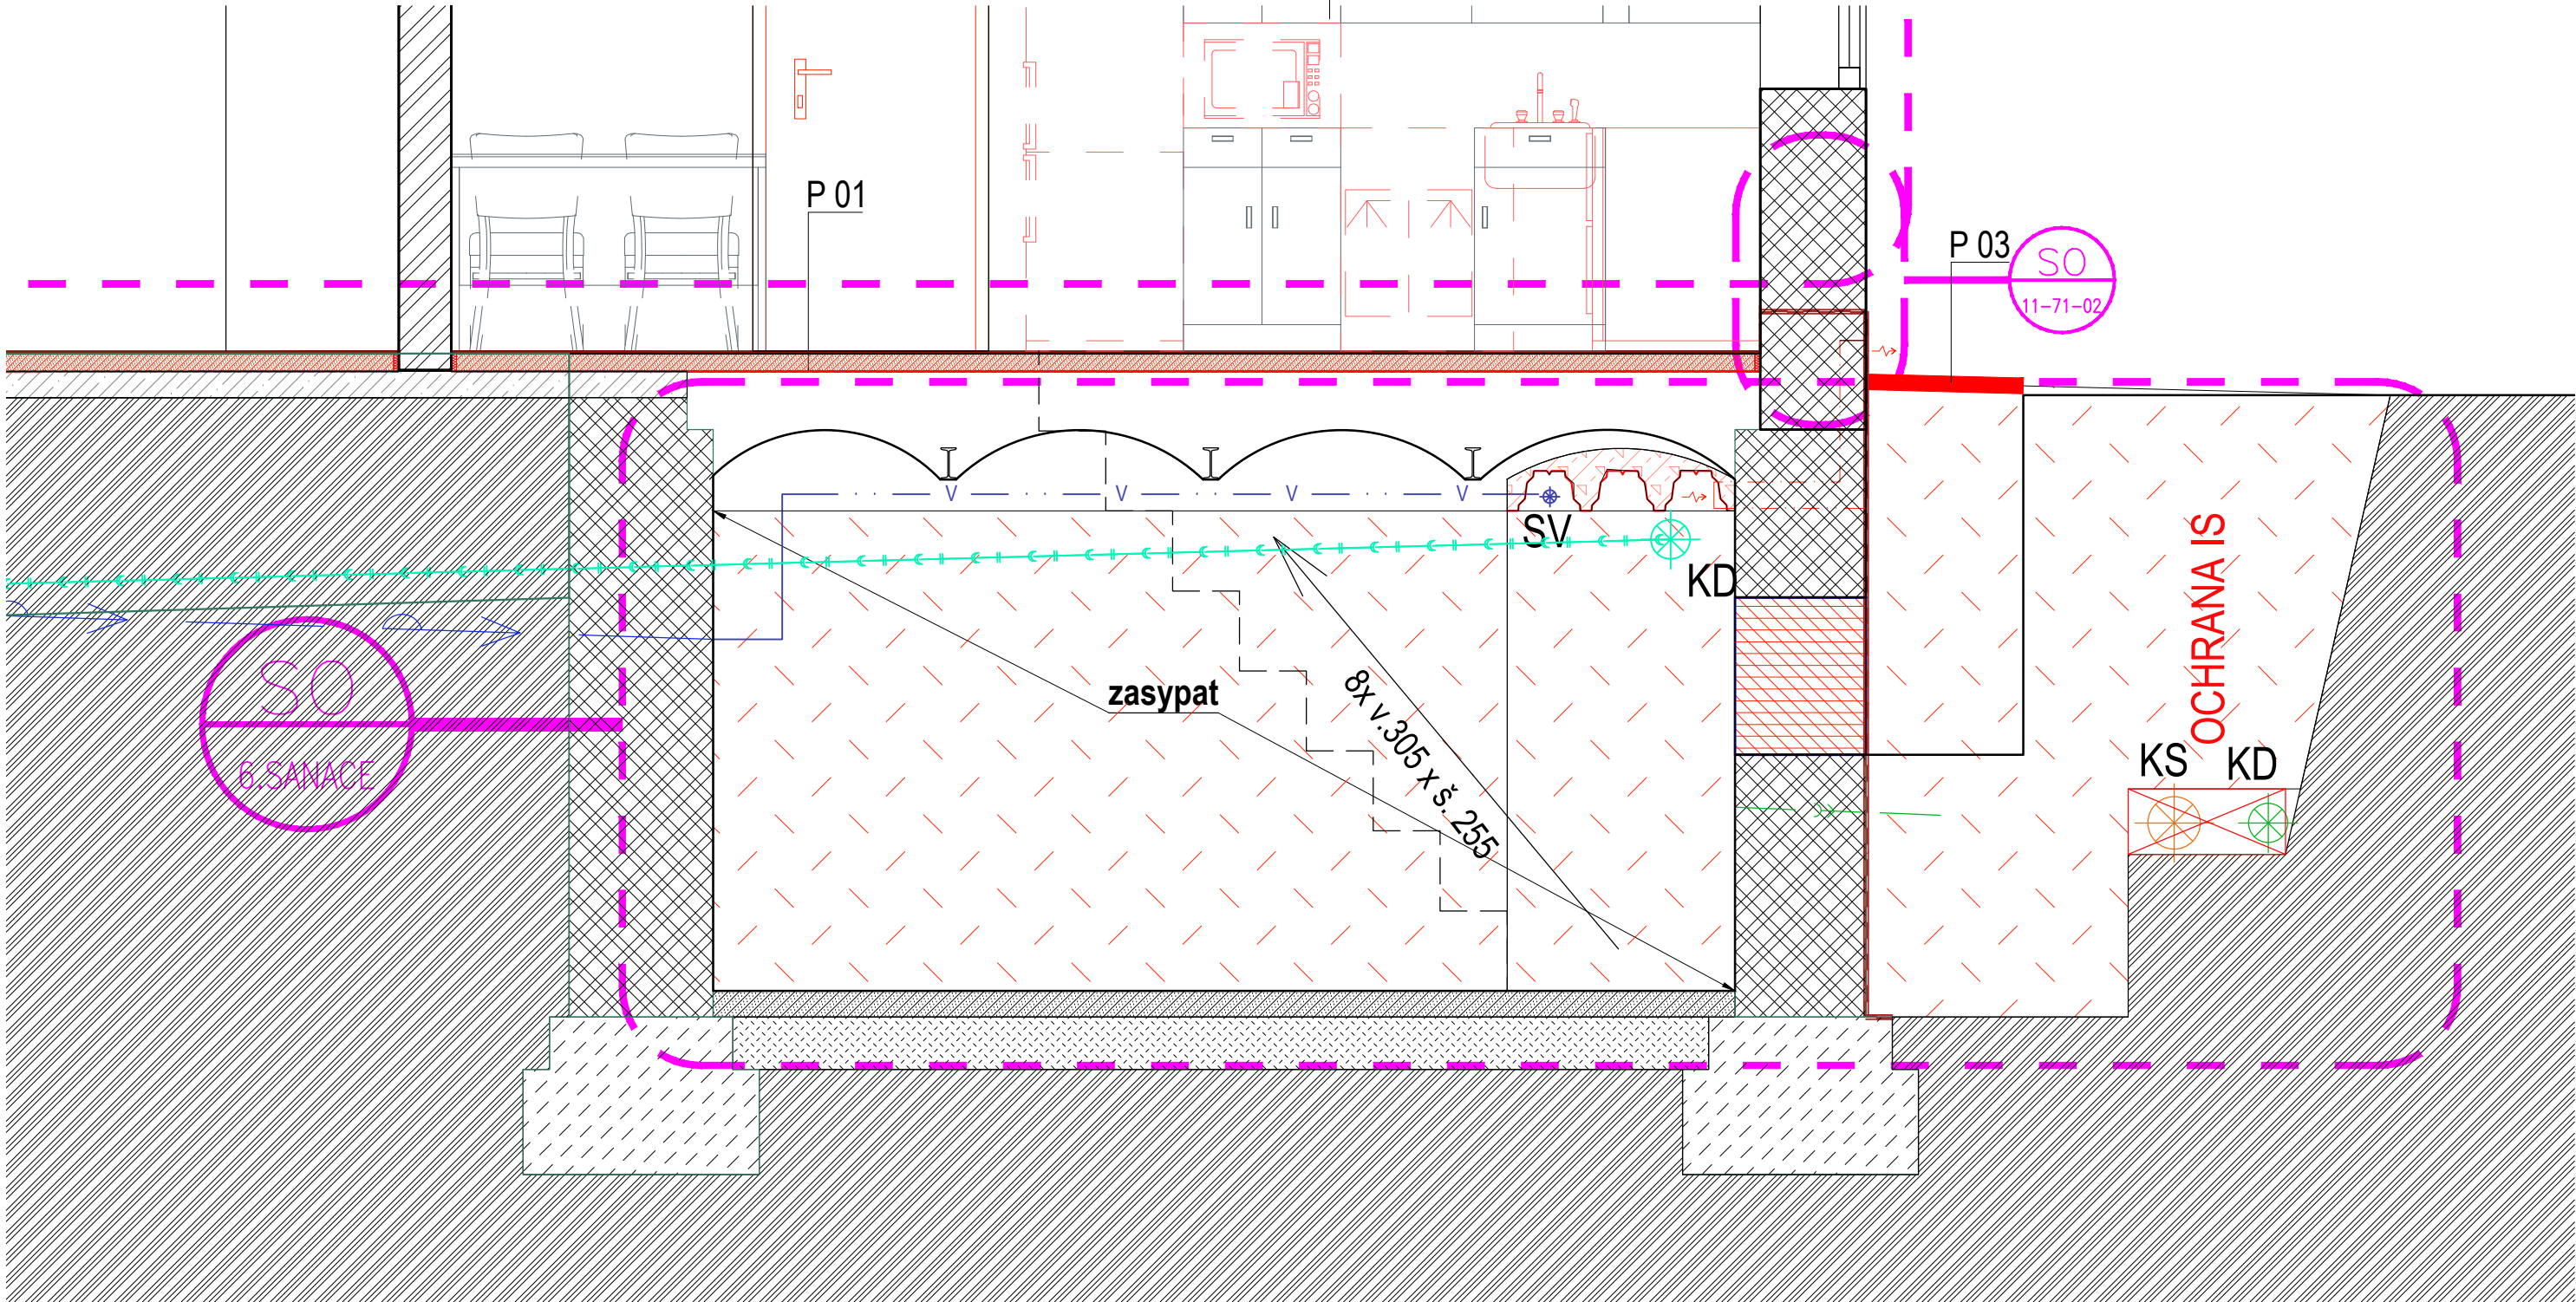 P 01
P 03
SO
11-71-02
V
V
V
V
SV
KD
OCHRANA IS
SO
6.SANACE
zasypat
8x v.305 x š. 255
KS
KD